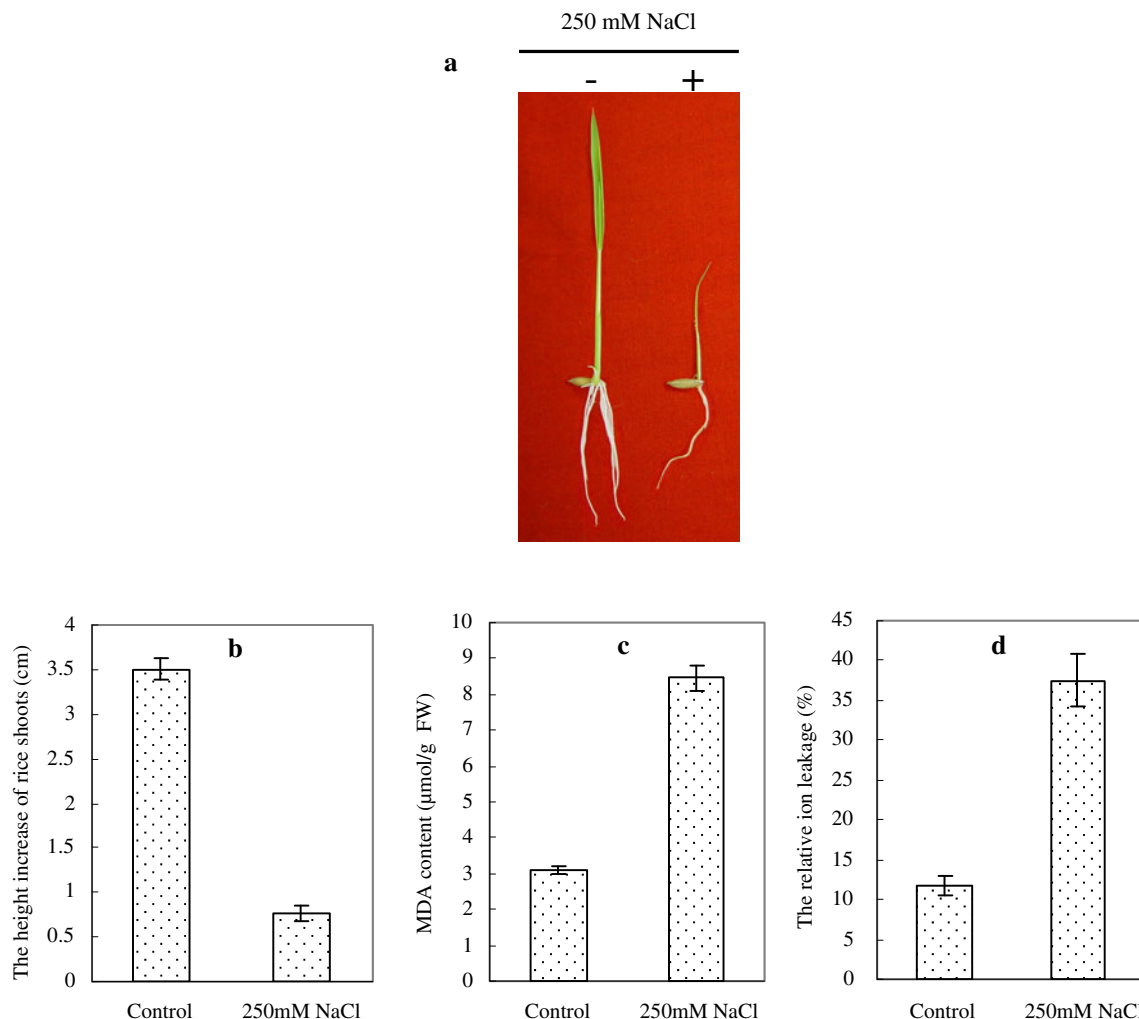 250 mM NaCl
a
- +
b
The height increase of rice shoots (cm)
4
3.5
3
2.5
2
1.5
1
0.5
0
Control 250mM NaCl
c
MDA content (µmol/g FW)
10
9
8
7
6
5
4
3
2
1
0
Control 250mM NaCl
d
The relative ion leakage (%)
45
40
35
30
25
20
15
10
5
0
Control 250mM NaCl